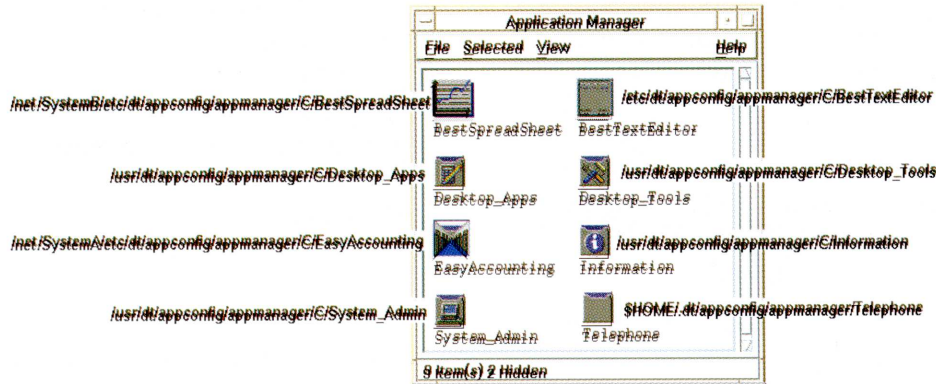 Application Manager
File Selected View Help
/net/SystemB/etc/dt/appconfig/appmanager/C/BestSpreadSheet
/etc/dt/appconfig/appmanager/C/BestTextEditor
BestSpreadSheet BestTextEditor
/usr/dt/appconfig/appmanager/C/Desktop_Apps
/usr/dt/appconfig/appmanager/C/Desktop_Tools
Desktop_Apps Desktop_Tools
/net/SystemA/etc/dt/appconfig/appmanager/C/EasyAccounting
/usr/dt/appconfig/appmanager/C/Information
EasyAccounting Information
/usr/dt/appconfig/appmanager/C/System_Admin
$HOME/.dt/appconfig/appmanager/Telephone
System_Admin Telephone
9 Item(s) 2 Hidden